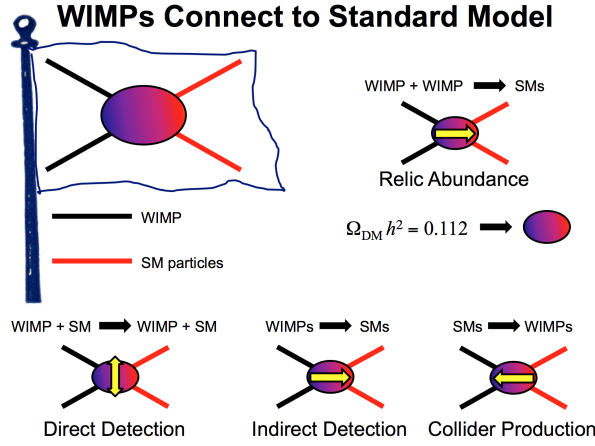 WIMPs Connect to Standard Model
WIMP + WIMP → SMs
Relic Abundance
WIMP
Ω_DM h² = 0.112 →
SM particles
WIMP + SM → WIMP + SM
WIMPs → SMs
SMs → WIMPs
Direct Detection
Indirect Detection
Collider Production